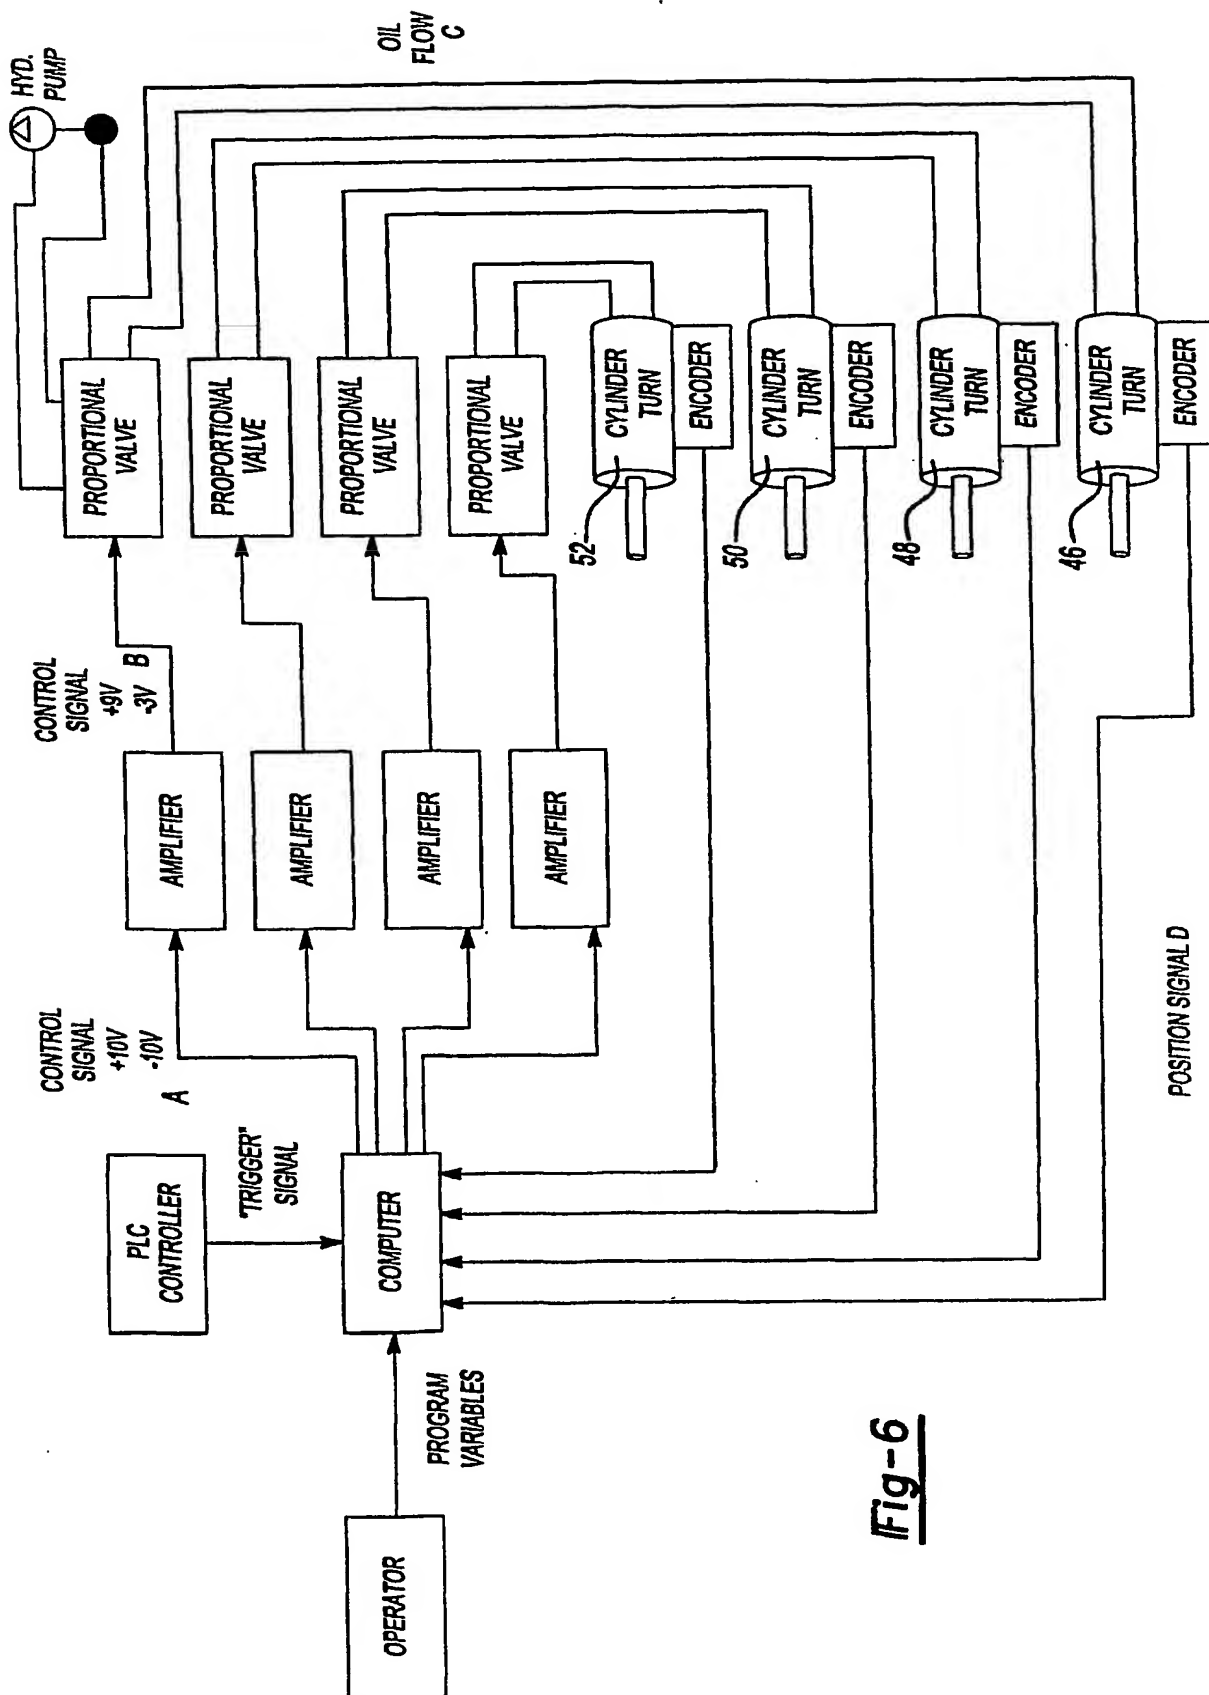 OPERATOR
PROGRAM
VARIABLES
PLC
CONTROLLER
"TRIGGER"
SIGNAL
COMPUTER
CONTROL
SIGNAL
+10V
-10V
A
AMPLIFIER
AMPLIFIER
AMPLIFIER
AMPLIFIER
CONTROL
SIGNAL
+9V
-3V B
PROPORTIONAL
VALVE
PROPORTIONAL
VALVE
PROPORTIONAL
VALVE
PROPORTIONAL
VALVE
HYD.
PUMP
OIL
FLOW
C
52
CYLINDER
TURN
ENCODER
50
CYLINDER
TURN
ENCODER
48
CYLINDER
TURN
ENCODER
46
CYLINDER
TURN
ENCODER
POSITION SIGNAL D
Fig-6